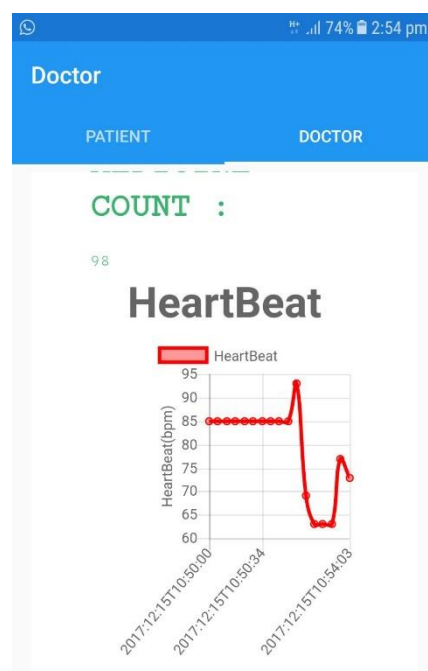 H+ 74% 2:54 pm
Doctor
PATIENT DOCTOR
COUNT :
98
HeartBeat
HeartBeat
95
90
85
80
75
70
65
60
HeartBeat(bpm)
2017:12:15T10:50:00
2017:12:15T10:50:34
2017:12:15T10:54:03